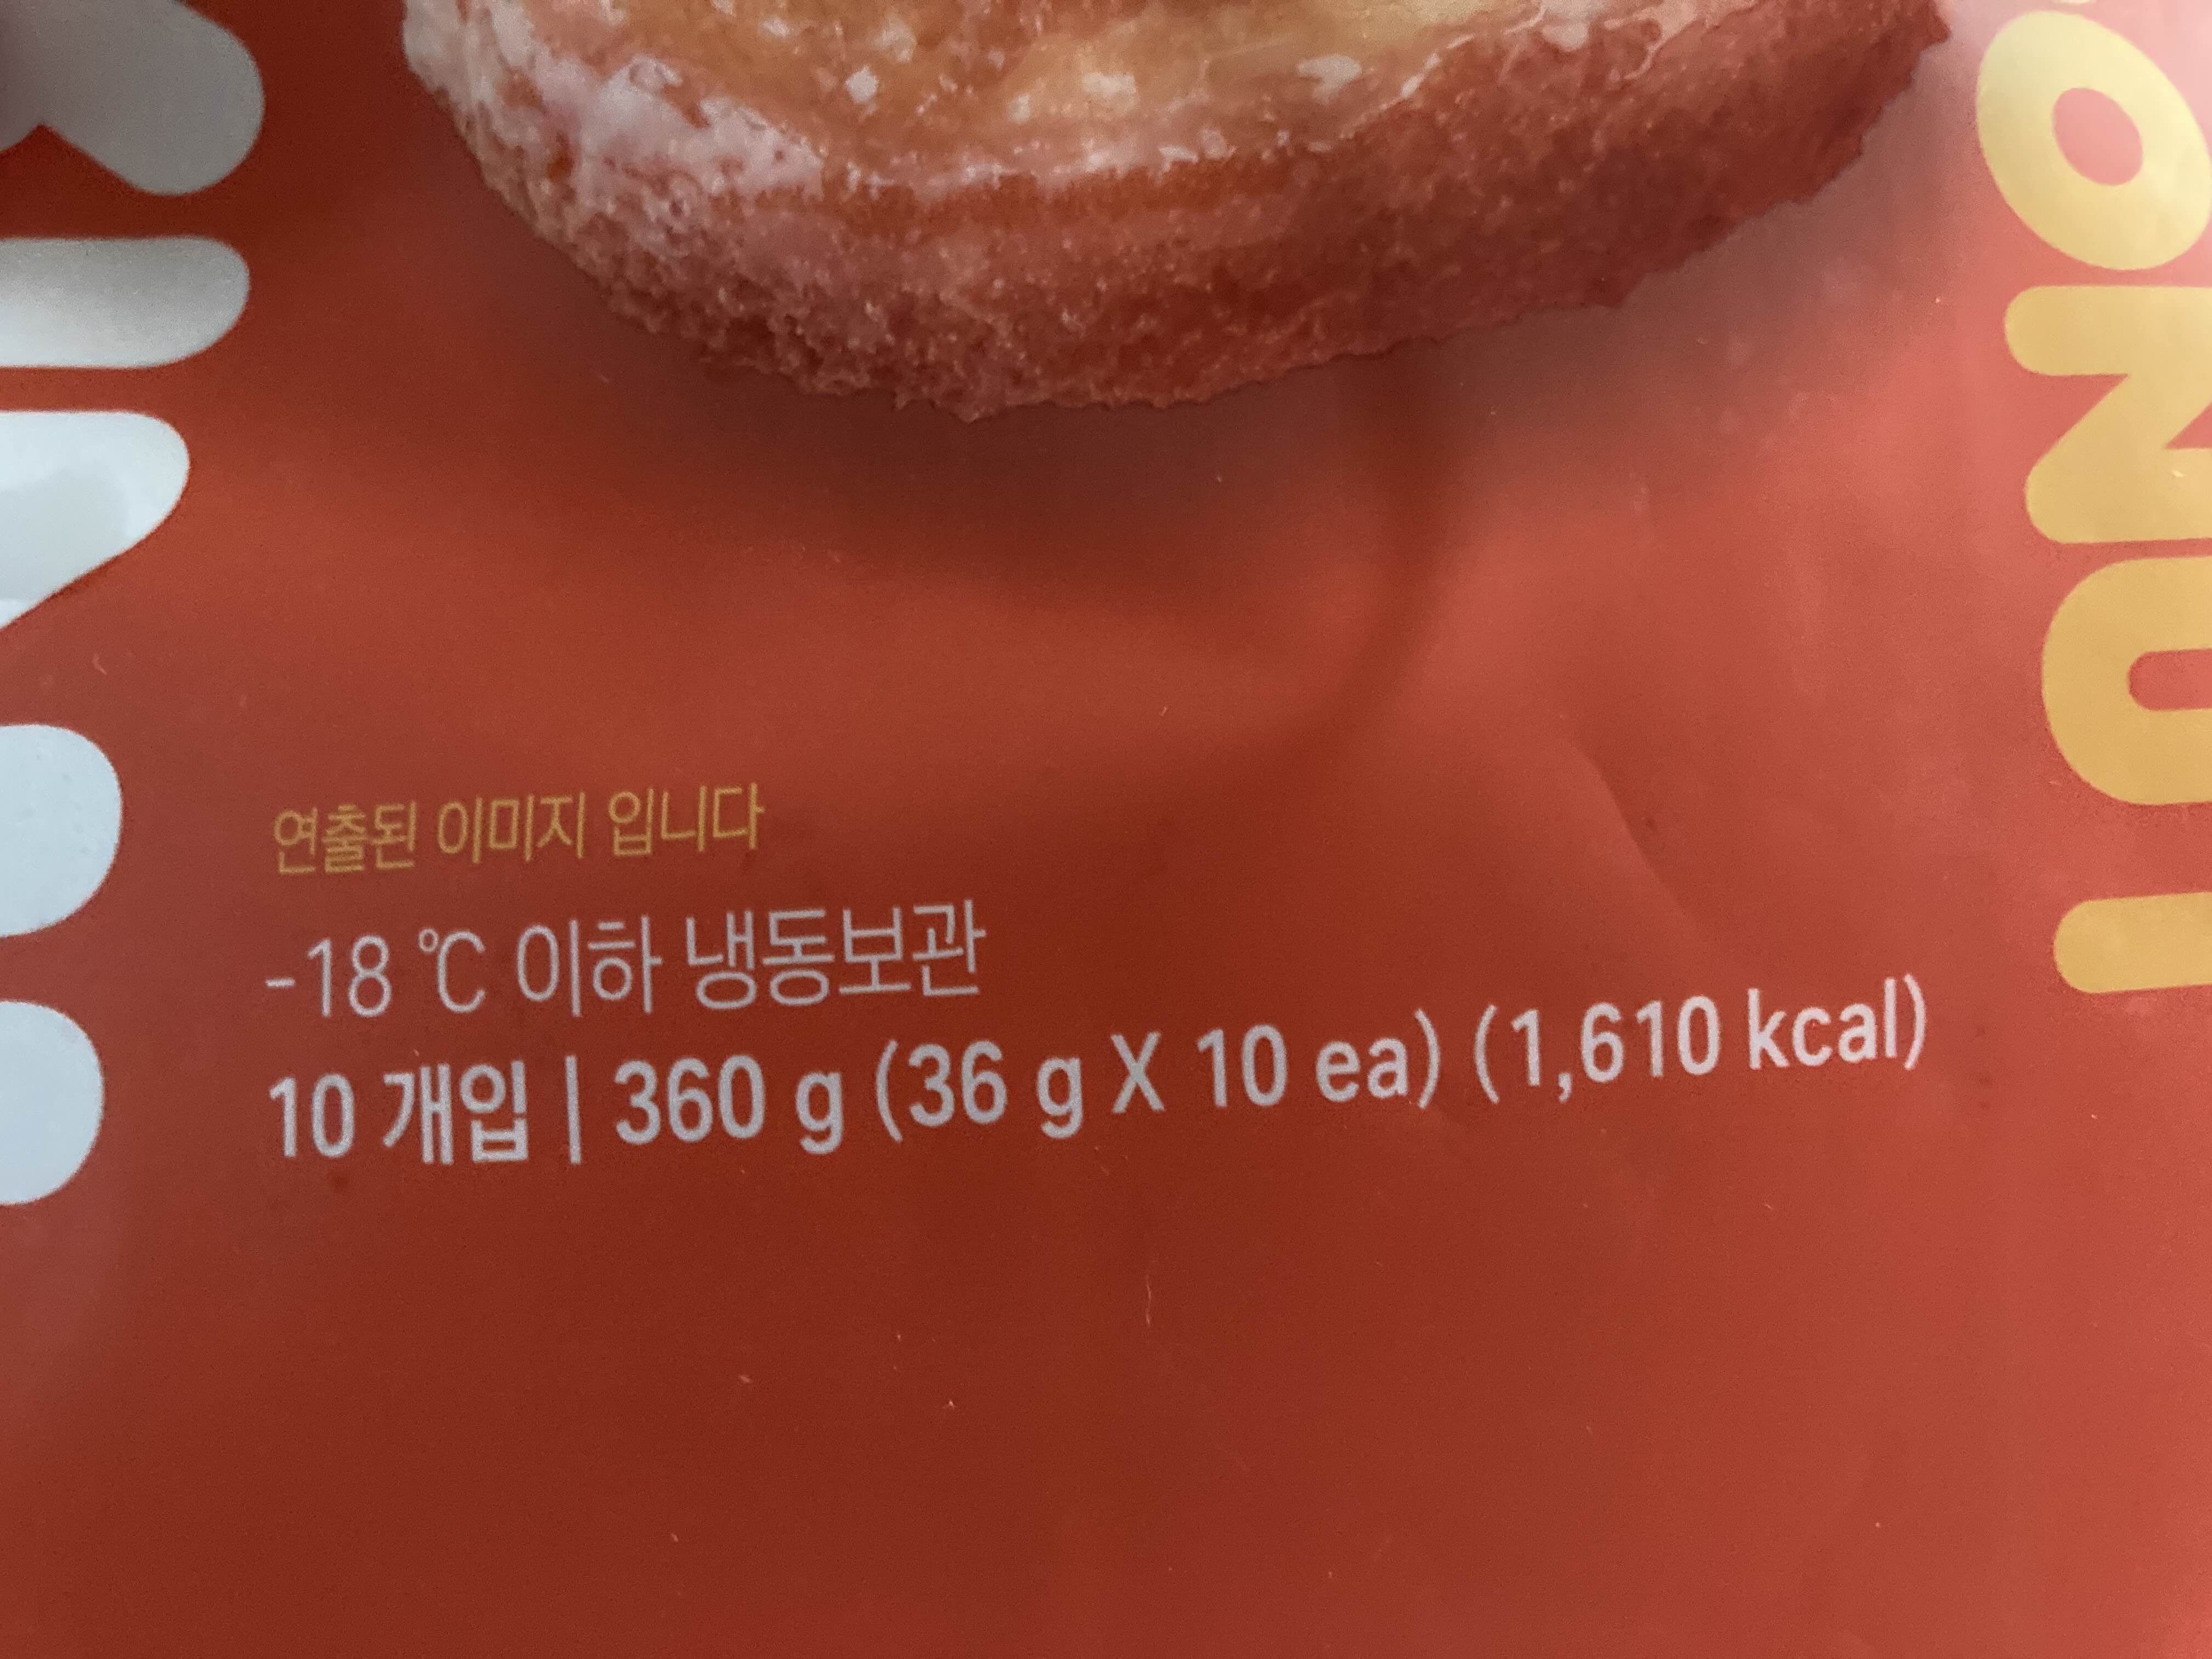 연출된 이미지 입니다
-18 ℃ 이하 냉동보관
10 개입 | 360 g (36 g X 10 ea) (1,610 kcal)